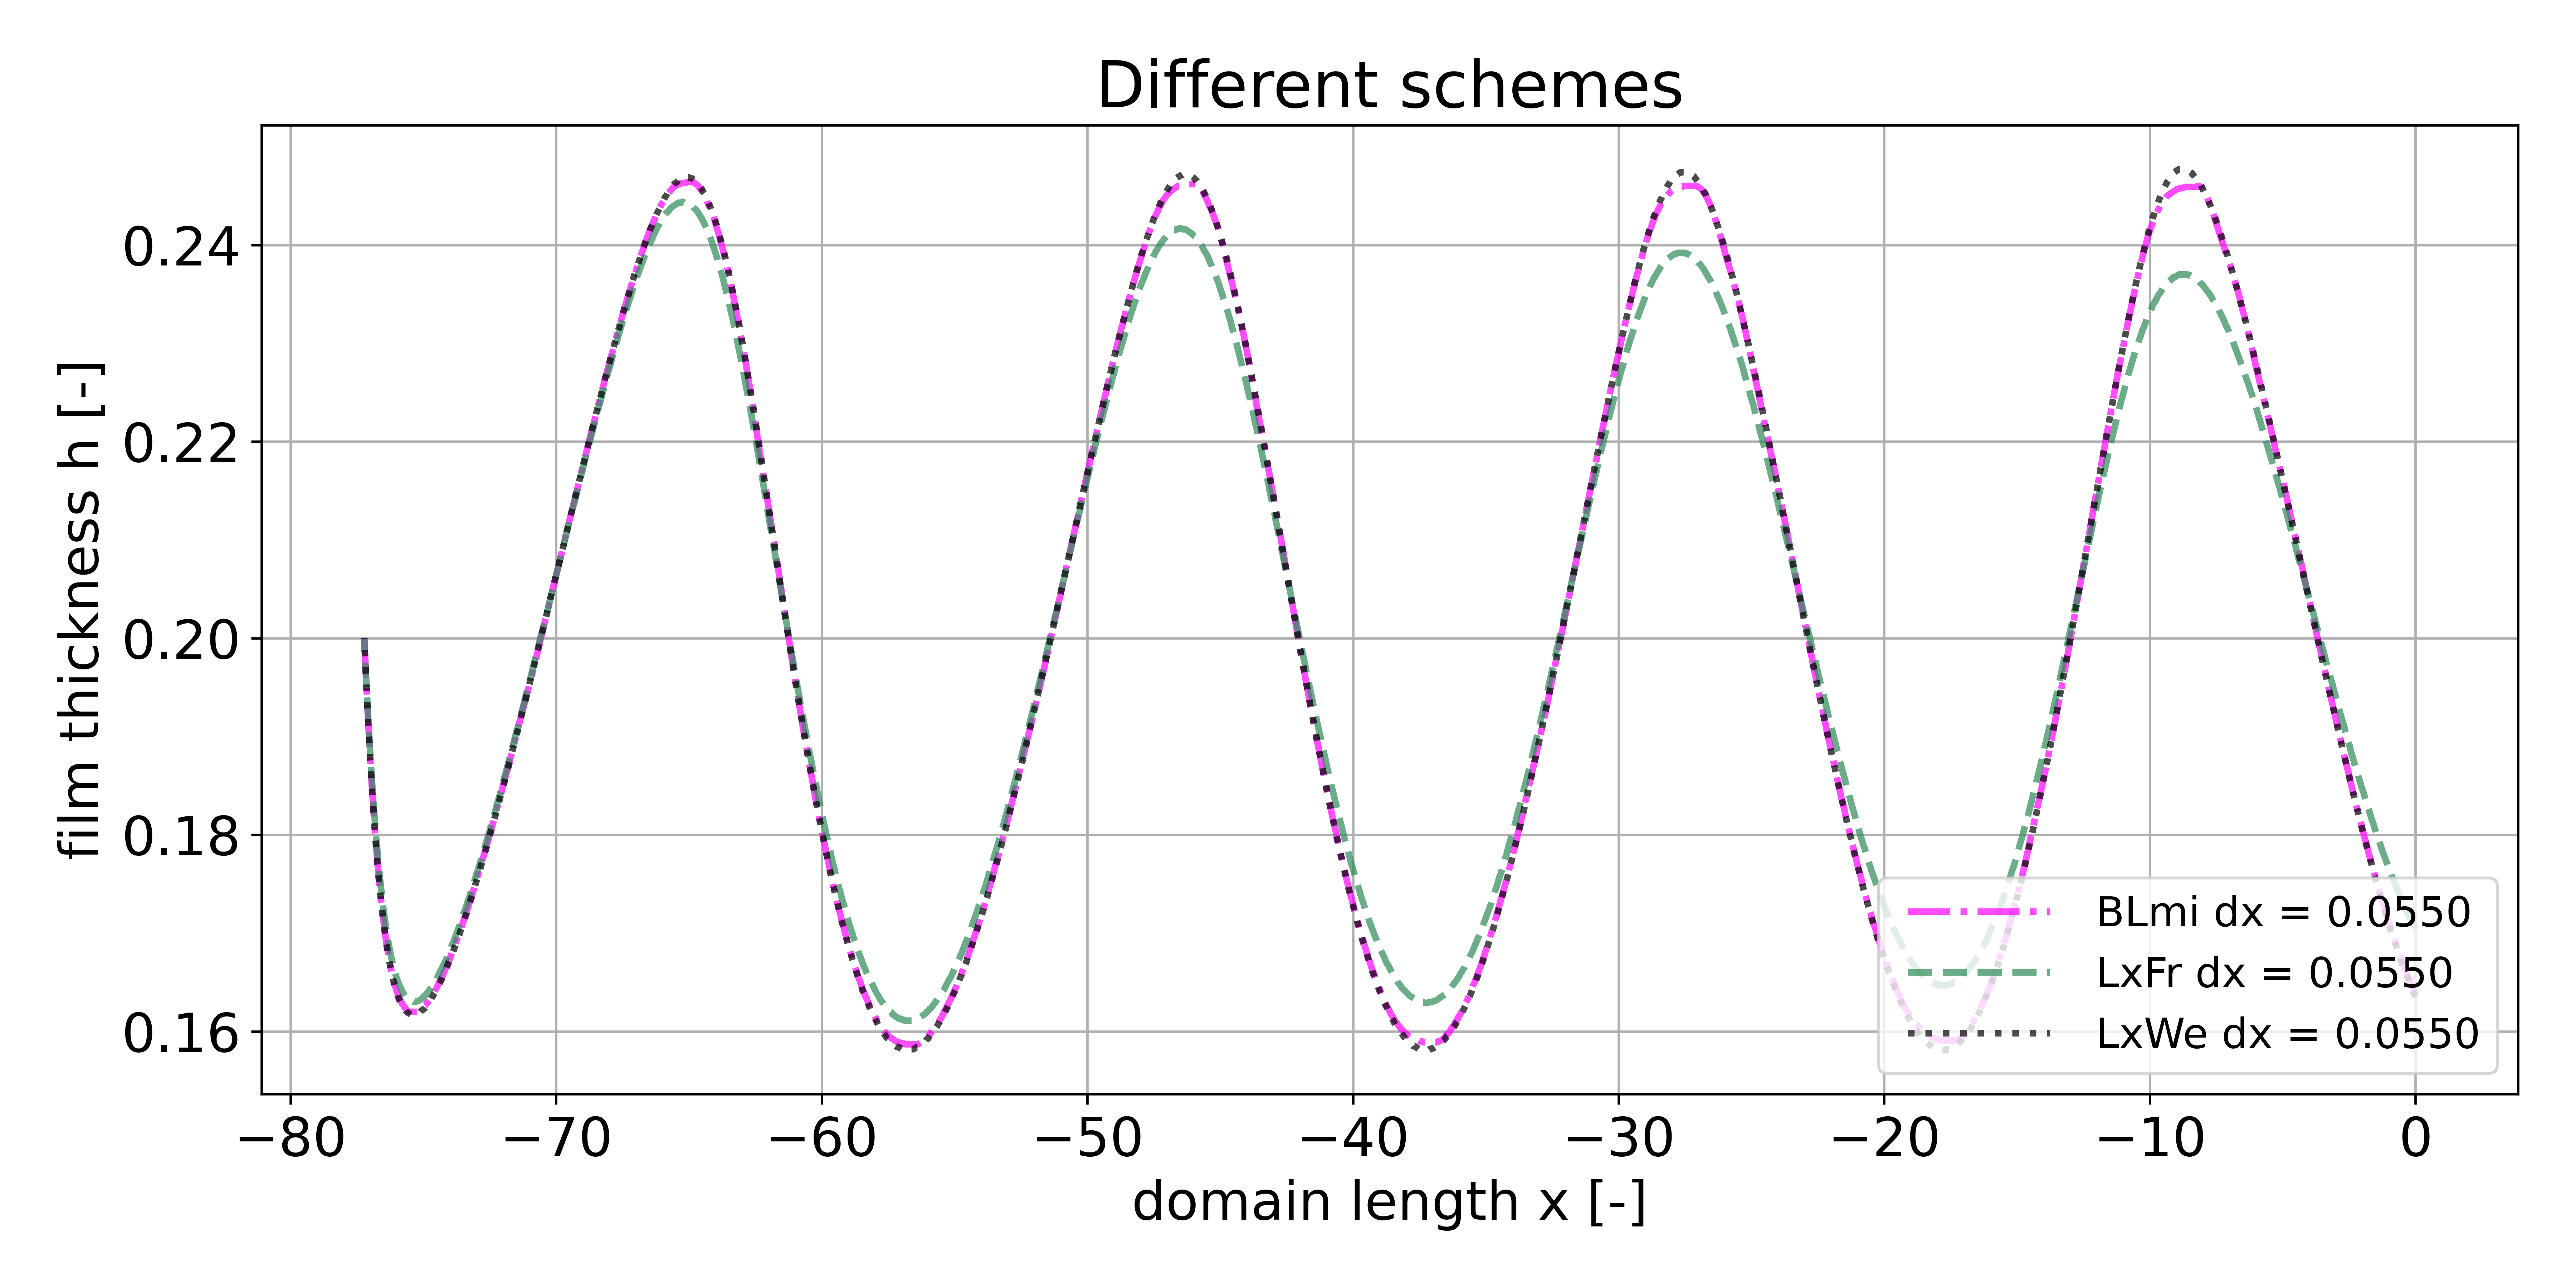 Different schemes
film thickness h [-]
0.24
0.22
0.20
0.18
0.16
BLmi dx = 0.0550
LxFr dx = 0.0550
LxWe dx = 0.0550
−80 −70 −60 −50 −40 −30 −20 −10 0
domain length x [-]